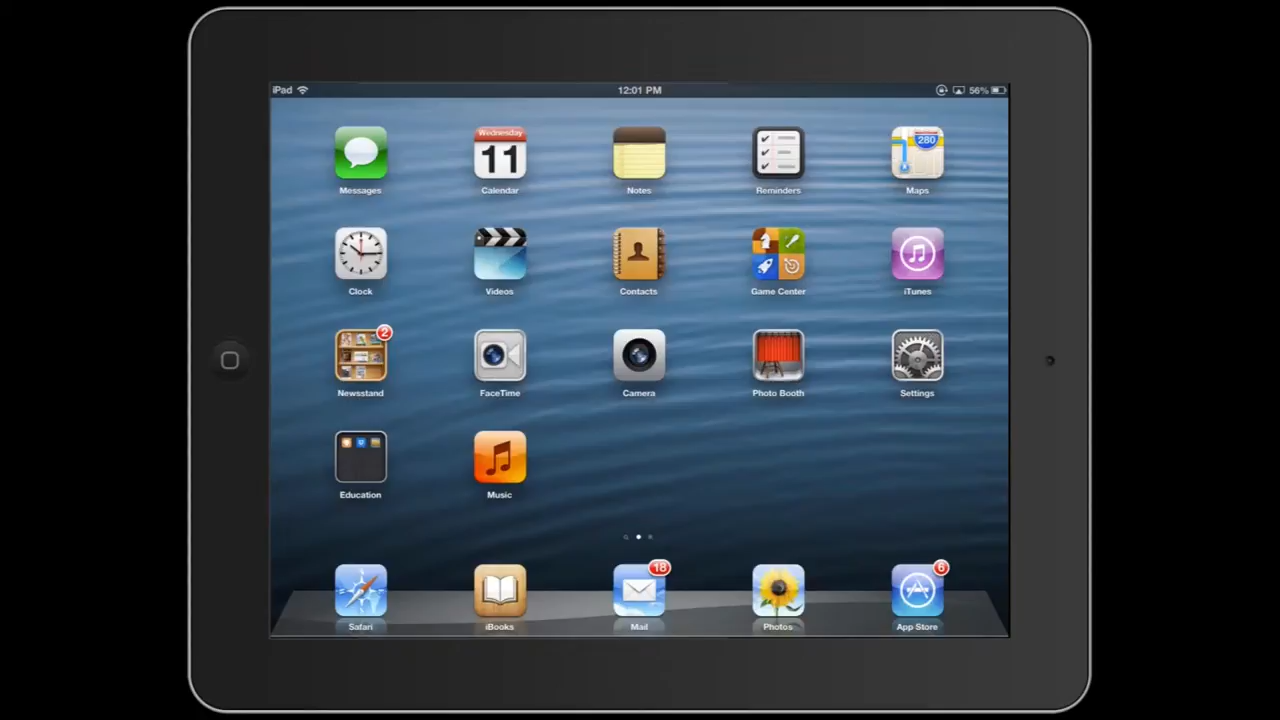 iPad 12:01 PM 56%
Wednesday
11
280
Messages Calendar Notes Reminders Maps
Clock Videos Contacts Game Center iTunes
2
Newsstand FaceTime Camera Photo Booth Settings
Education Music
18 6
Safari iBooks Mail Photos App Store